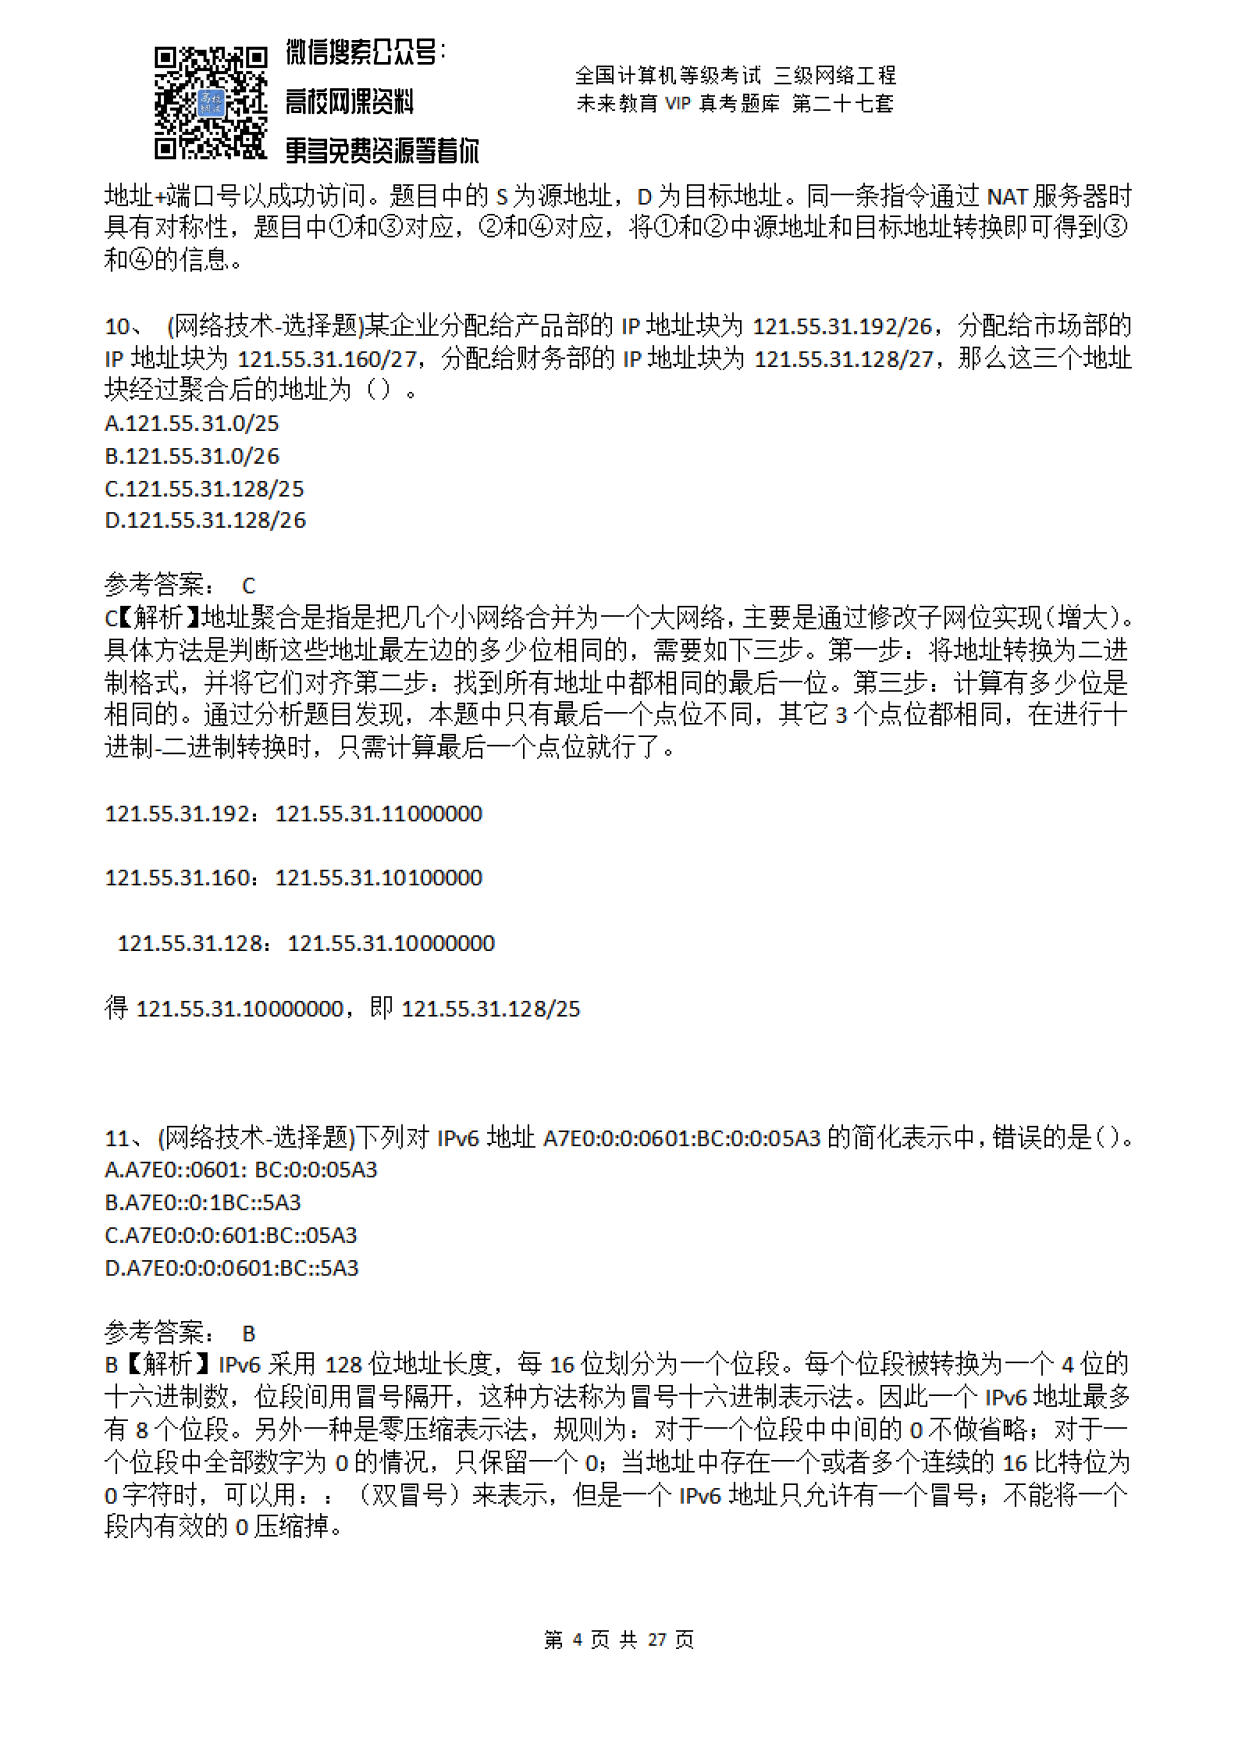 微信搜索公众号:
高校网课资料
更多免费资源等着你
全国计算机等级考试 三级网络工程
未来教育 VIP 真考题库 第二十七套
地址+端口号以成功访问。题目中的 S 为源地址，D 为目标地址。同一条指令通过 NAT 服务器时
具有对称性，题目中①和③对应，②和④对应，将①和②中源地址和目标地址转换即可得到③
和④的信息。
10、 (网络技术-选择题)某企业分配给产品部的 IP 地址块为 121.55.31.192/26，分配给市场部的
IP 地址块为 121.55.31.160/27，分配给财务部的 IP 地址块为 121.55.31.128/27，那么这三个地址
块经过聚合后的地址为（）。
A.121.55.31.0/25
B.121.55.31.0/26
C.121.55.31.128/25
D.121.55.31.128/26
参考答案： C
C【解析】地址聚合是指是把几个小网络合并为一个大网络，主要是通过修改子网位实现（增大）。
具体方法是判断这些地址最左边的多少位相同的，需要如下三步。第一步：将地址转换为二进
制格式，并将它们对齐第二步：找到所有地址中都相同的最后一位。第三步：计算有多少位是
相同的。通过分析题目发现，本题中只有最后一个点位不同，其它 3 个点位都相同，在进行十
进制-二进制转换时，只需计算最后一个点位就行了。
121.55.31.192：121.55.31.11000000
121.55.31.160：121.55.31.10100000
121.55.31.128：121.55.31.10000000
得 121.55.31.10000000，即 121.55.31.128/25
11、(网络技术-选择题)下列对 IPv6 地址 A7E0:0:0:0601:BC:0:0:05A3 的简化表示中，错误的是（）。
A.A7E0::0601: BC:0:0:05A3
B.A7E0::0:1BC::5A3
C.A7E0:0:0:601:BC::05A3
D.A7E0:0:0:0601:BC::5A3
参考答案： B
B【解析】IPv6 采用 128 位地址长度，每 16 位划分为一个位段。每个位段被转换为一个 4 位的
十六进制数，位段间用冒号隔开，这种方法称为冒号十六进制表示法。因此一个 IPv6 地址最多
有 8 个位段。另外一种是零压缩表示法，规则为：对于一个位段中中间的 0 不做省略；对于一
个位段中全部数字为 0 的情况，只保留一个 0；当地址中存在一个或者多个连续的 16 比特位为
0 字符时，可以用：：（双冒号）来表示，但是一个 IPv6 地址只允许有一个冒号；不能将一个
段内有效的 0 压缩掉。
第 4 页 共 27 页